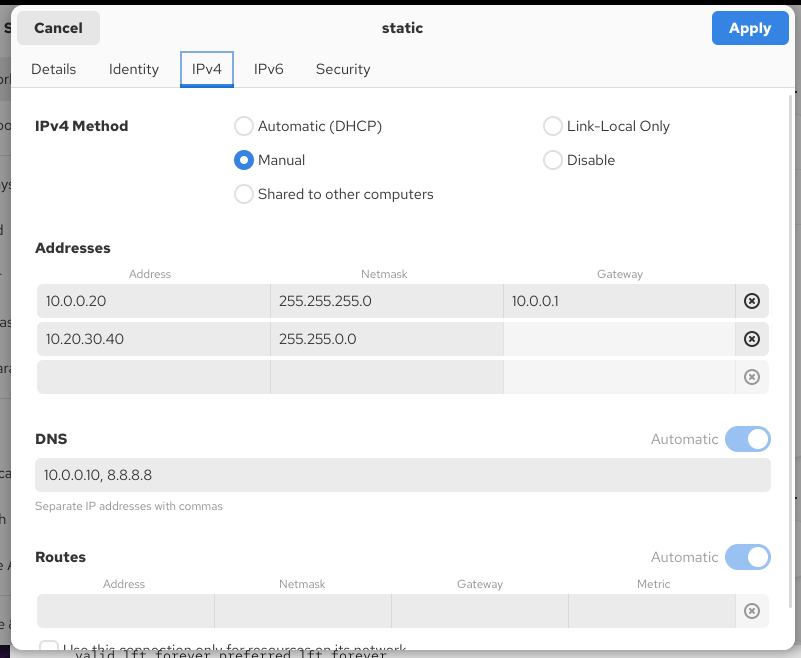 Cancel static Apply
Details Identity IPv4 IPv6 Security
IPv4 Method Automatic (DHCP) Link-Local Only
Manual Disable
Shared to other computers
Addresses
Address Netmask Gateway
10.0.0.20 255.255.255.0 10.0.0.1
10.20.30.40 255.255.0.0
DNS Automatic
10.0.0.10, 8.8.8.8
Separate IP addresses with commas
Routes Automatic
Address Netmask Gateway Metric
Use this connection only for resources on its network
valid_lft forever preferred_lft forever